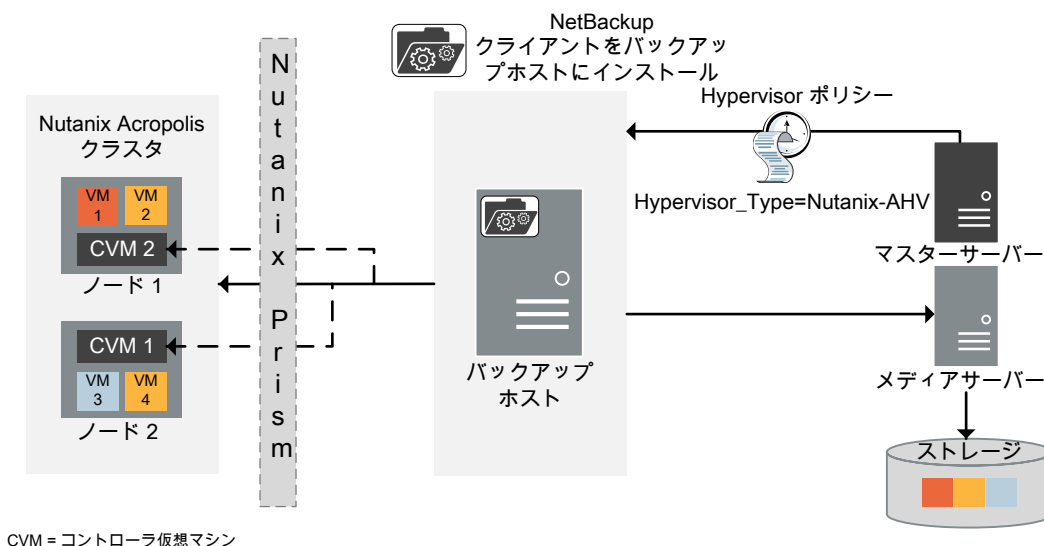 NetBackup
クライアントをバックアッ
プホストにインストール
Nutanix Prism
Nutanix Acropolis
クラスタ
VM
1
VM
2
CVM 2
ノード 1
CVM 1
VM
3
VM
4
ノード 2
バックアップ
ホスト
Hypervisor ポリシー
Hypervisor_Type=Nutanix-AHV
マスターサーバー
メディアサーバー
ストレージ
CVM = コントローラ仮想マシン